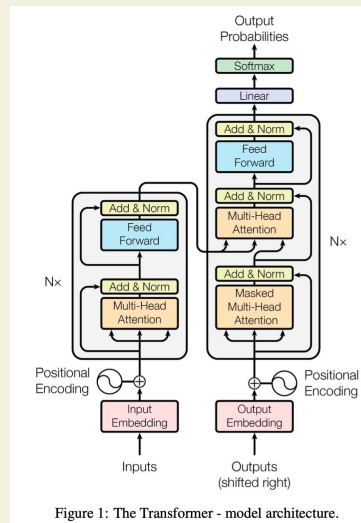 Output
Probabilities
Softmax
Linear
Add & Norm
Feed
Forward
Add & Norm
Multi-Head
Attention
Add & Norm
Masked
Multi-Head
Attention
Nx
Add & Norm
Feed
Forward
Add & Norm
Multi-Head
Attention
Nx
Positional
Encoding
Positional
Encoding
Input
Embedding
Output
Embedding
Inputs
Outputs
(shifted right)
Figure 1: The Transformer - model architecture.